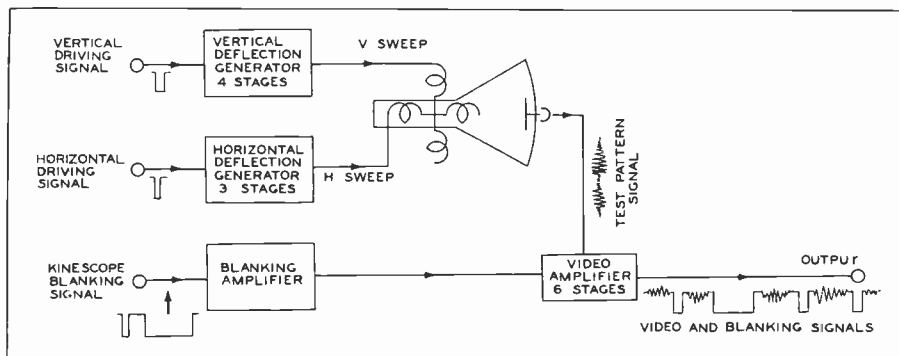 VERTICAL
DRIVING
SIGNAL
VERTICAL
DEFLECTION
GENERATOR
4 STAGES
V SWEEP
HORIZONTAL
DRIVING
SIGNAL
HORIZONTAL
DEFLECTION
GENERATOR
3 STAGES
H SWEEP
TEST PATTERN
SIGNAL
KINESCOPE
BLANKING
SIGNAL
BLANKING
AMPLIFIER
VIDEO
AMPLIFIER
6 STAGES
OUTPUT
VIDEO AND BLANKING SIGNALS